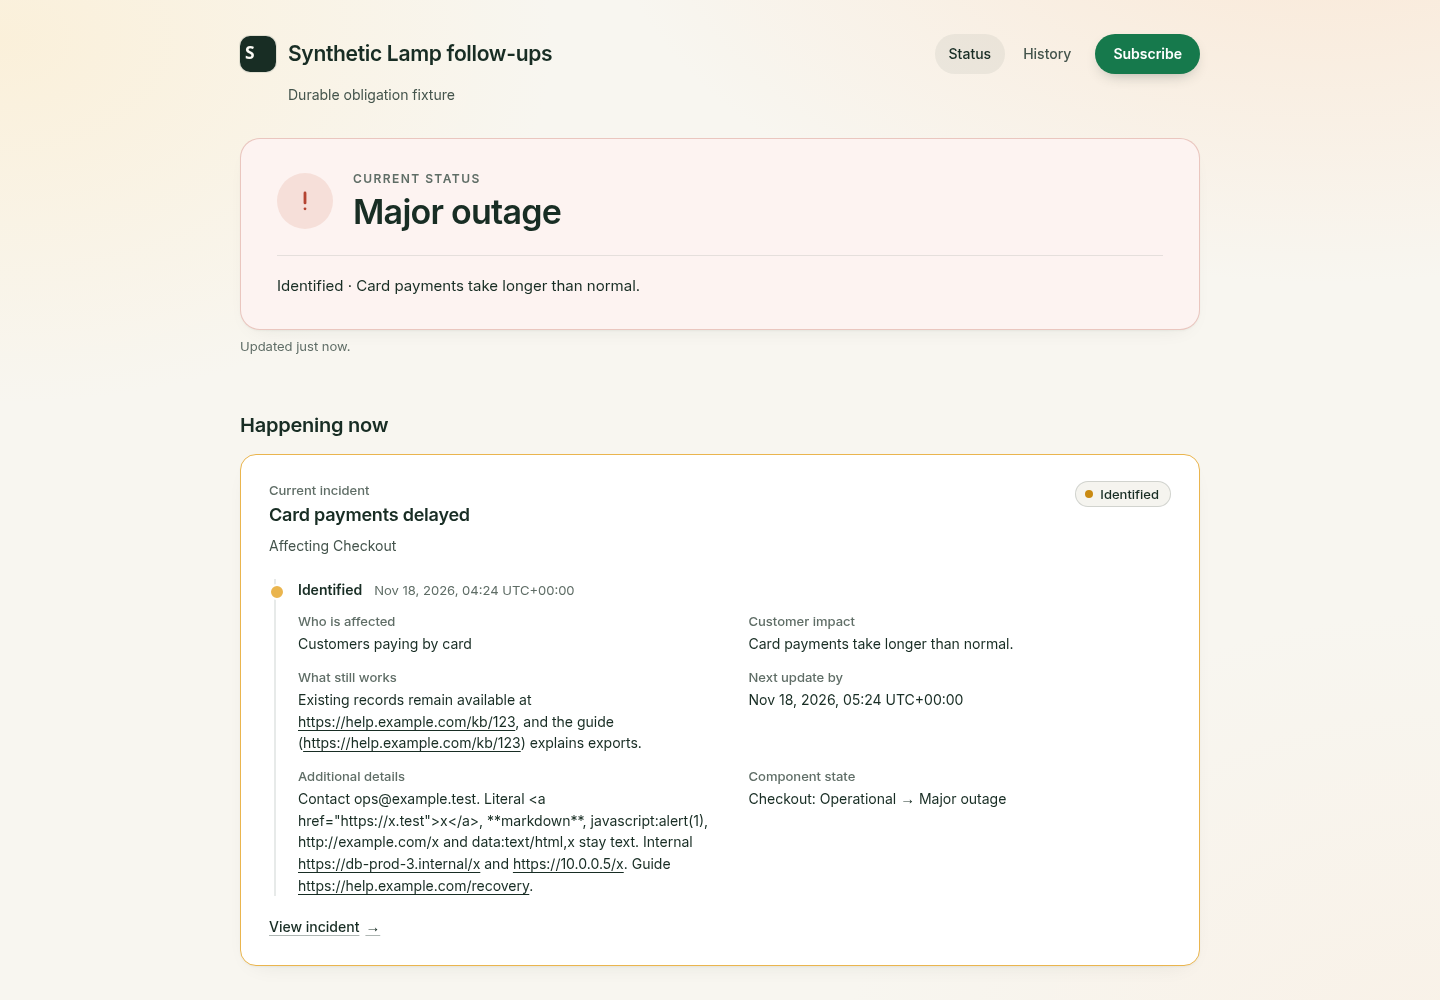 S
Synthetic Lamp follow-ups
Status
History
Subscribe
Durable obligation fixture
!
CURRENT STATUS
Major outage
Identified · Card payments take longer than normal.
Updated just now.
Happening now
Current incident
Identified
Card payments delayed
Affecting Checkout
Identified Nov 18, 2026, 04:24 UTC+00:00
Who is affected
Customers paying by card
Customer impact
Card payments take longer than normal.
What still works
Existing records remain available at
https://help.example.com/kb/123, and the guide
(https://help.example.com/kb/123) explains exports.
Next update by
Nov 18, 2026, 05:24 UTC+00:00
Additional details
Contact ops@example.test. Literal <a
href="https://x.test">x</a>, **markdown**, javascript:alert(1),
http://example.com/x and data:text/html,x stay text. Internal
https://db-prod-3.internal/x and https://10.0.0.5/x. Guide
https://help.example.com/recovery.
Component state
Checkout: Operational → Major outage
View incident →